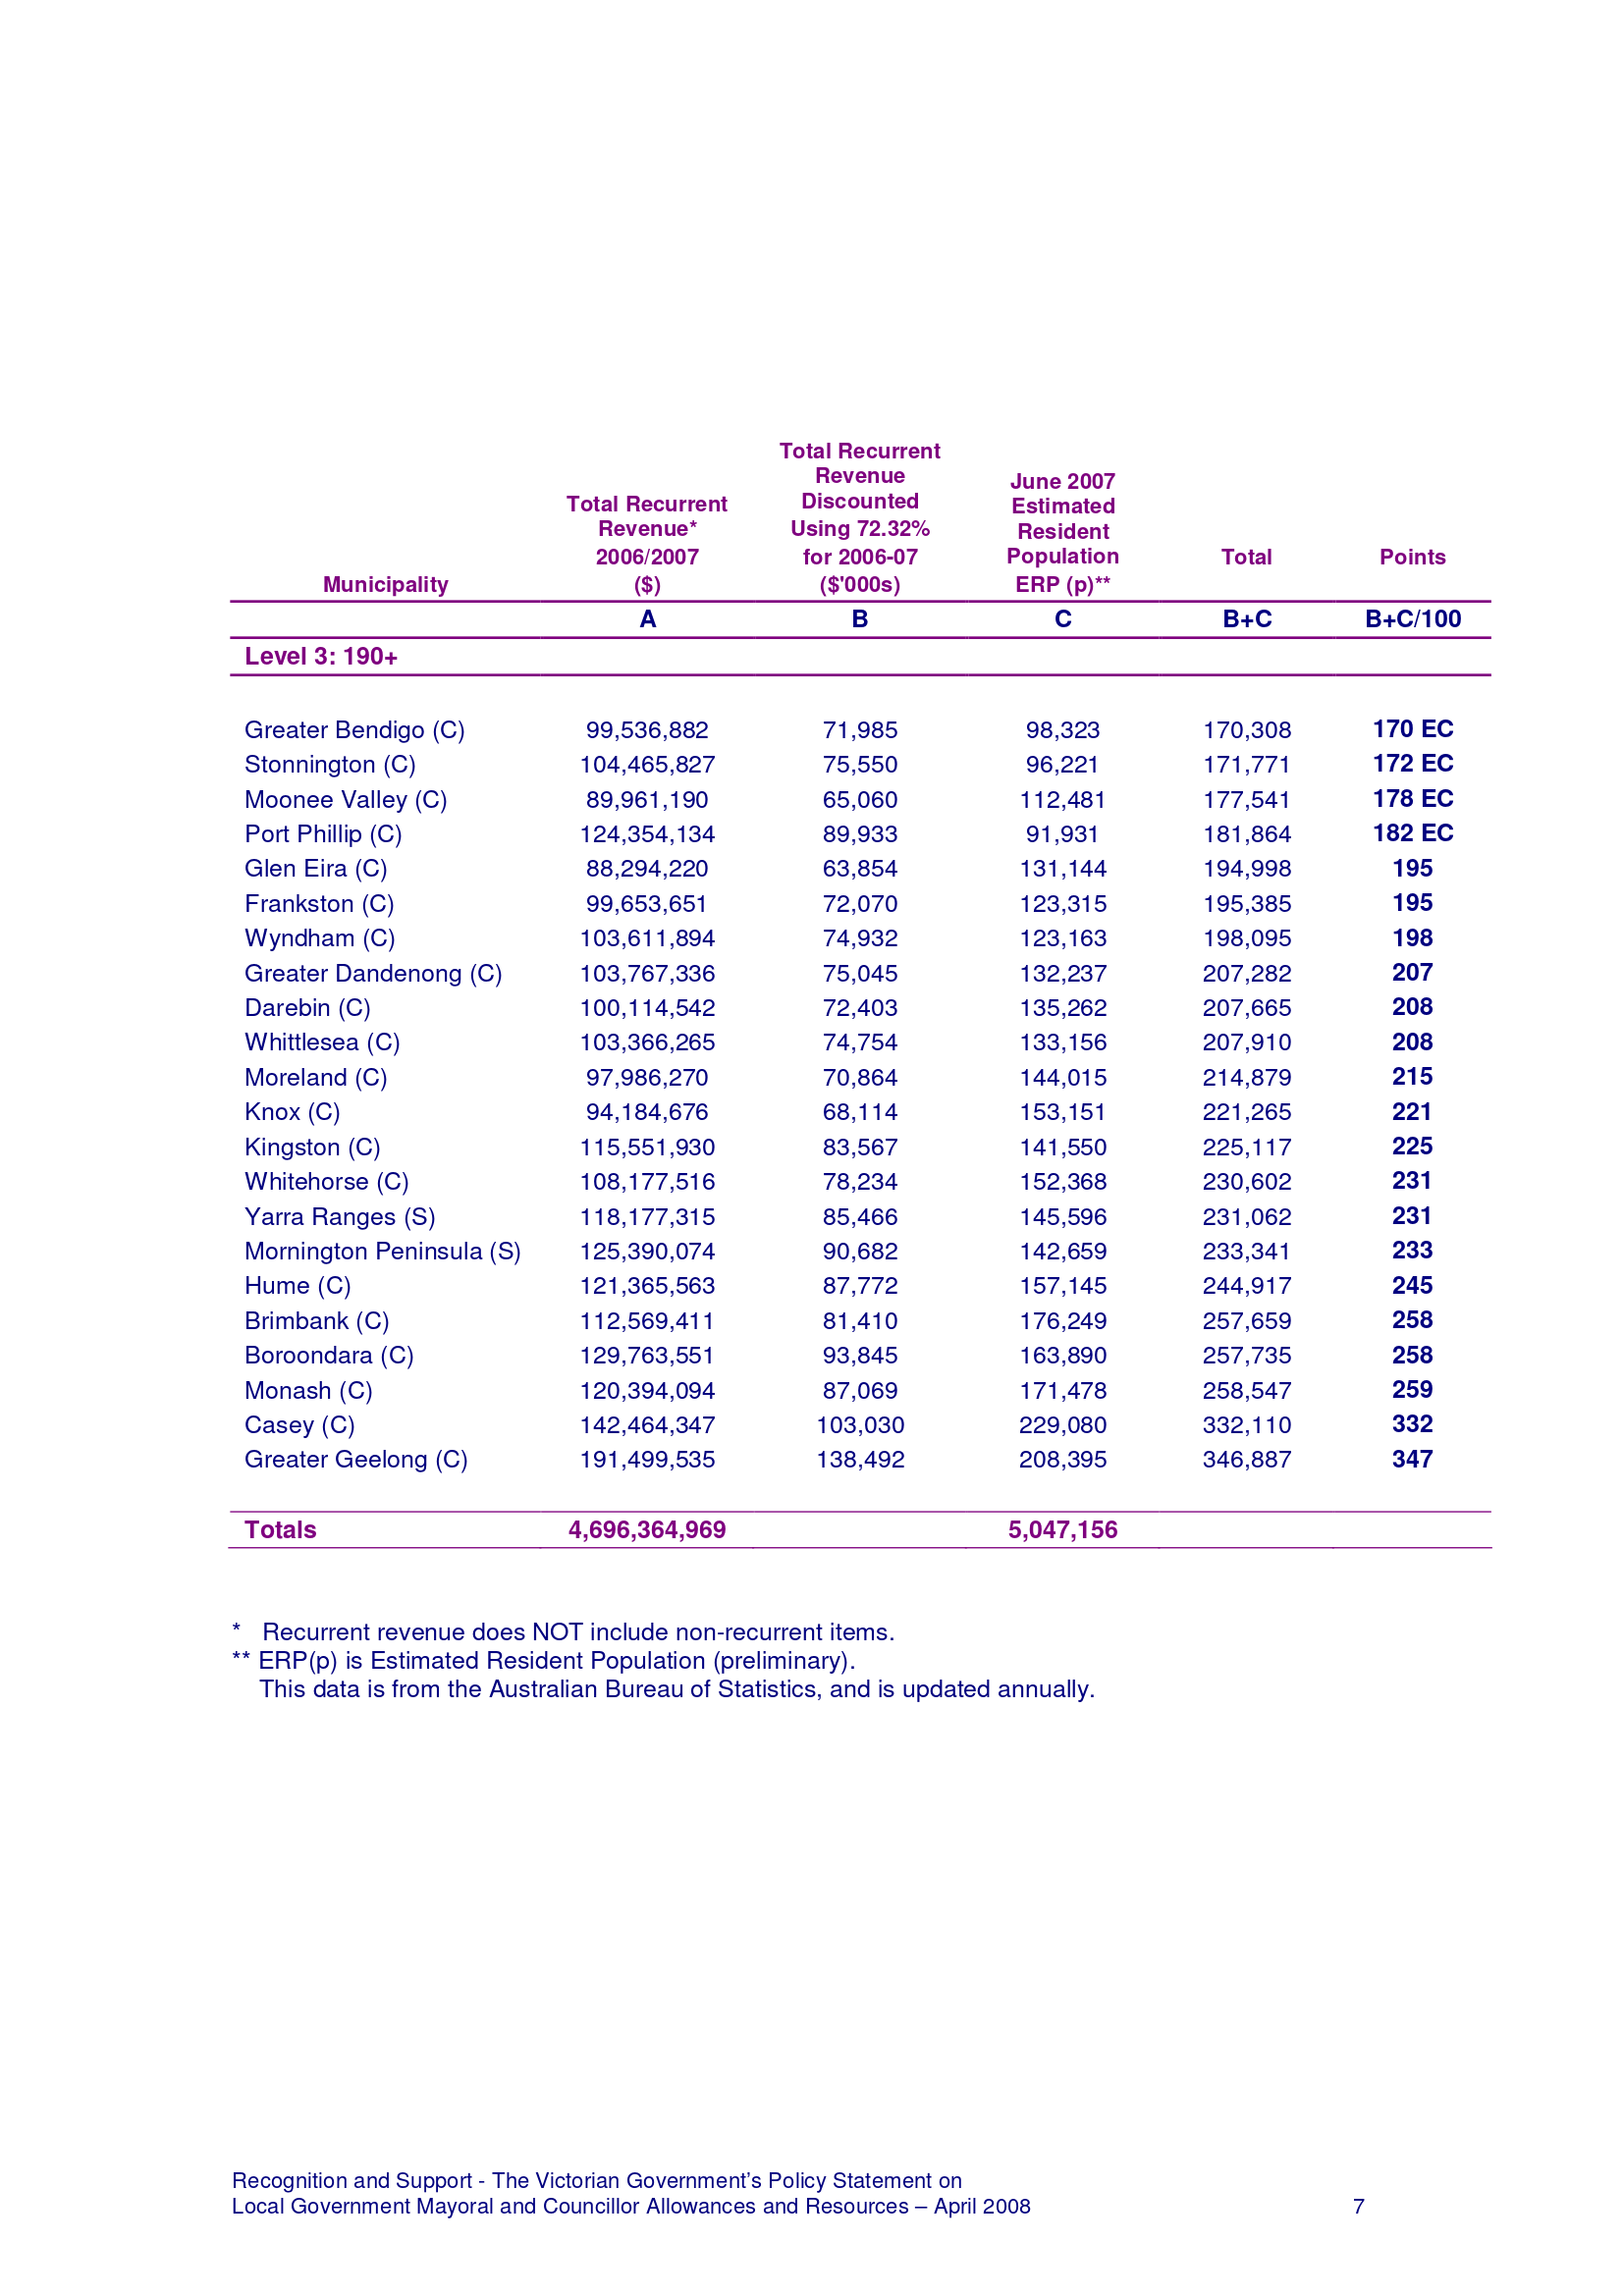 Municipality Total Recurrent Revenue* 2006/2007 ($) Total Recurrent Revenue Discounted Using 72.32% for 2006-07 ($'000s) June 2007 Estimated Resident Population ERP (p)** Total Points
A B C B+C B+C/100
Level 3: 190+
Greater Bendigo (C) 99,536,882 71,985 98,323 170,308 170 EC
Stonnington (C) 104,465,827 75,550 96,221 171,771 172 EC
Moonee Valley (C) 89,961,190 65,060 112,481 177,541 178 EC
Port Phillip (C) 124,354,134 89,933 91,931 181,864 182 EC
Glen Eira (C) 88,294,220 63,854 131,144 194,998 195
Frankston (C) 99,653,651 72,070 123,315 195,385 195
Wyndham (C) 103,611,894 74,932 123,163 198,095 198
Greater Dandenong (C) 103,767,336 75,045 132,237 207,282 207
Darebin (C) 100,114,542 72,403 135,262 207,665 208
Whittlesea (C) 103,366,265 74,754 133,156 207,910 208
Moreland (C) 97,986,270 70,864 144,015 214,879 215
Knox (C) 94,184,676 68,114 153,151 221,265 221
Kingston (C) 115,551,930 83,567 141,550 225,117 225
Whitehorse (C) 108,177,516 78,234 152,368 230,602 231
Yarra Ranges (S) 118,177,315 85,466 145,596 231,062 231
Mornington Peninsula (S) 125,390,074 90,682 142,659 233,341 233
Hume (C) 121,365,563 87,772 157,145 244,917 245
Brimbank (C) 112,569,411 81,410 176,249 257,659 258
Boroondara (C) 129,763,551 93,845 163,890 257,735 258
Monash (C) 120,394,094 87,069 171,478 258,547 259
Casey (C) 142,464,347 103,030 229,080 332,110 332
Greater Geelong (C) 191,499,535 138,492 208,395 346,887 347
Totals 4,696,364,969 5,047,156
* Recurrent revenue does NOT include non-recurrent items.
** ERP(p) is Estimated Resident Population (preliminary).
This data is from the Australian Bureau of Statistics, and is updated annually.
Recognition and Support - The Victorian Government’s Policy Statement on
Local Government Mayoral and Councillor Allowances and Resources – April 2008 7